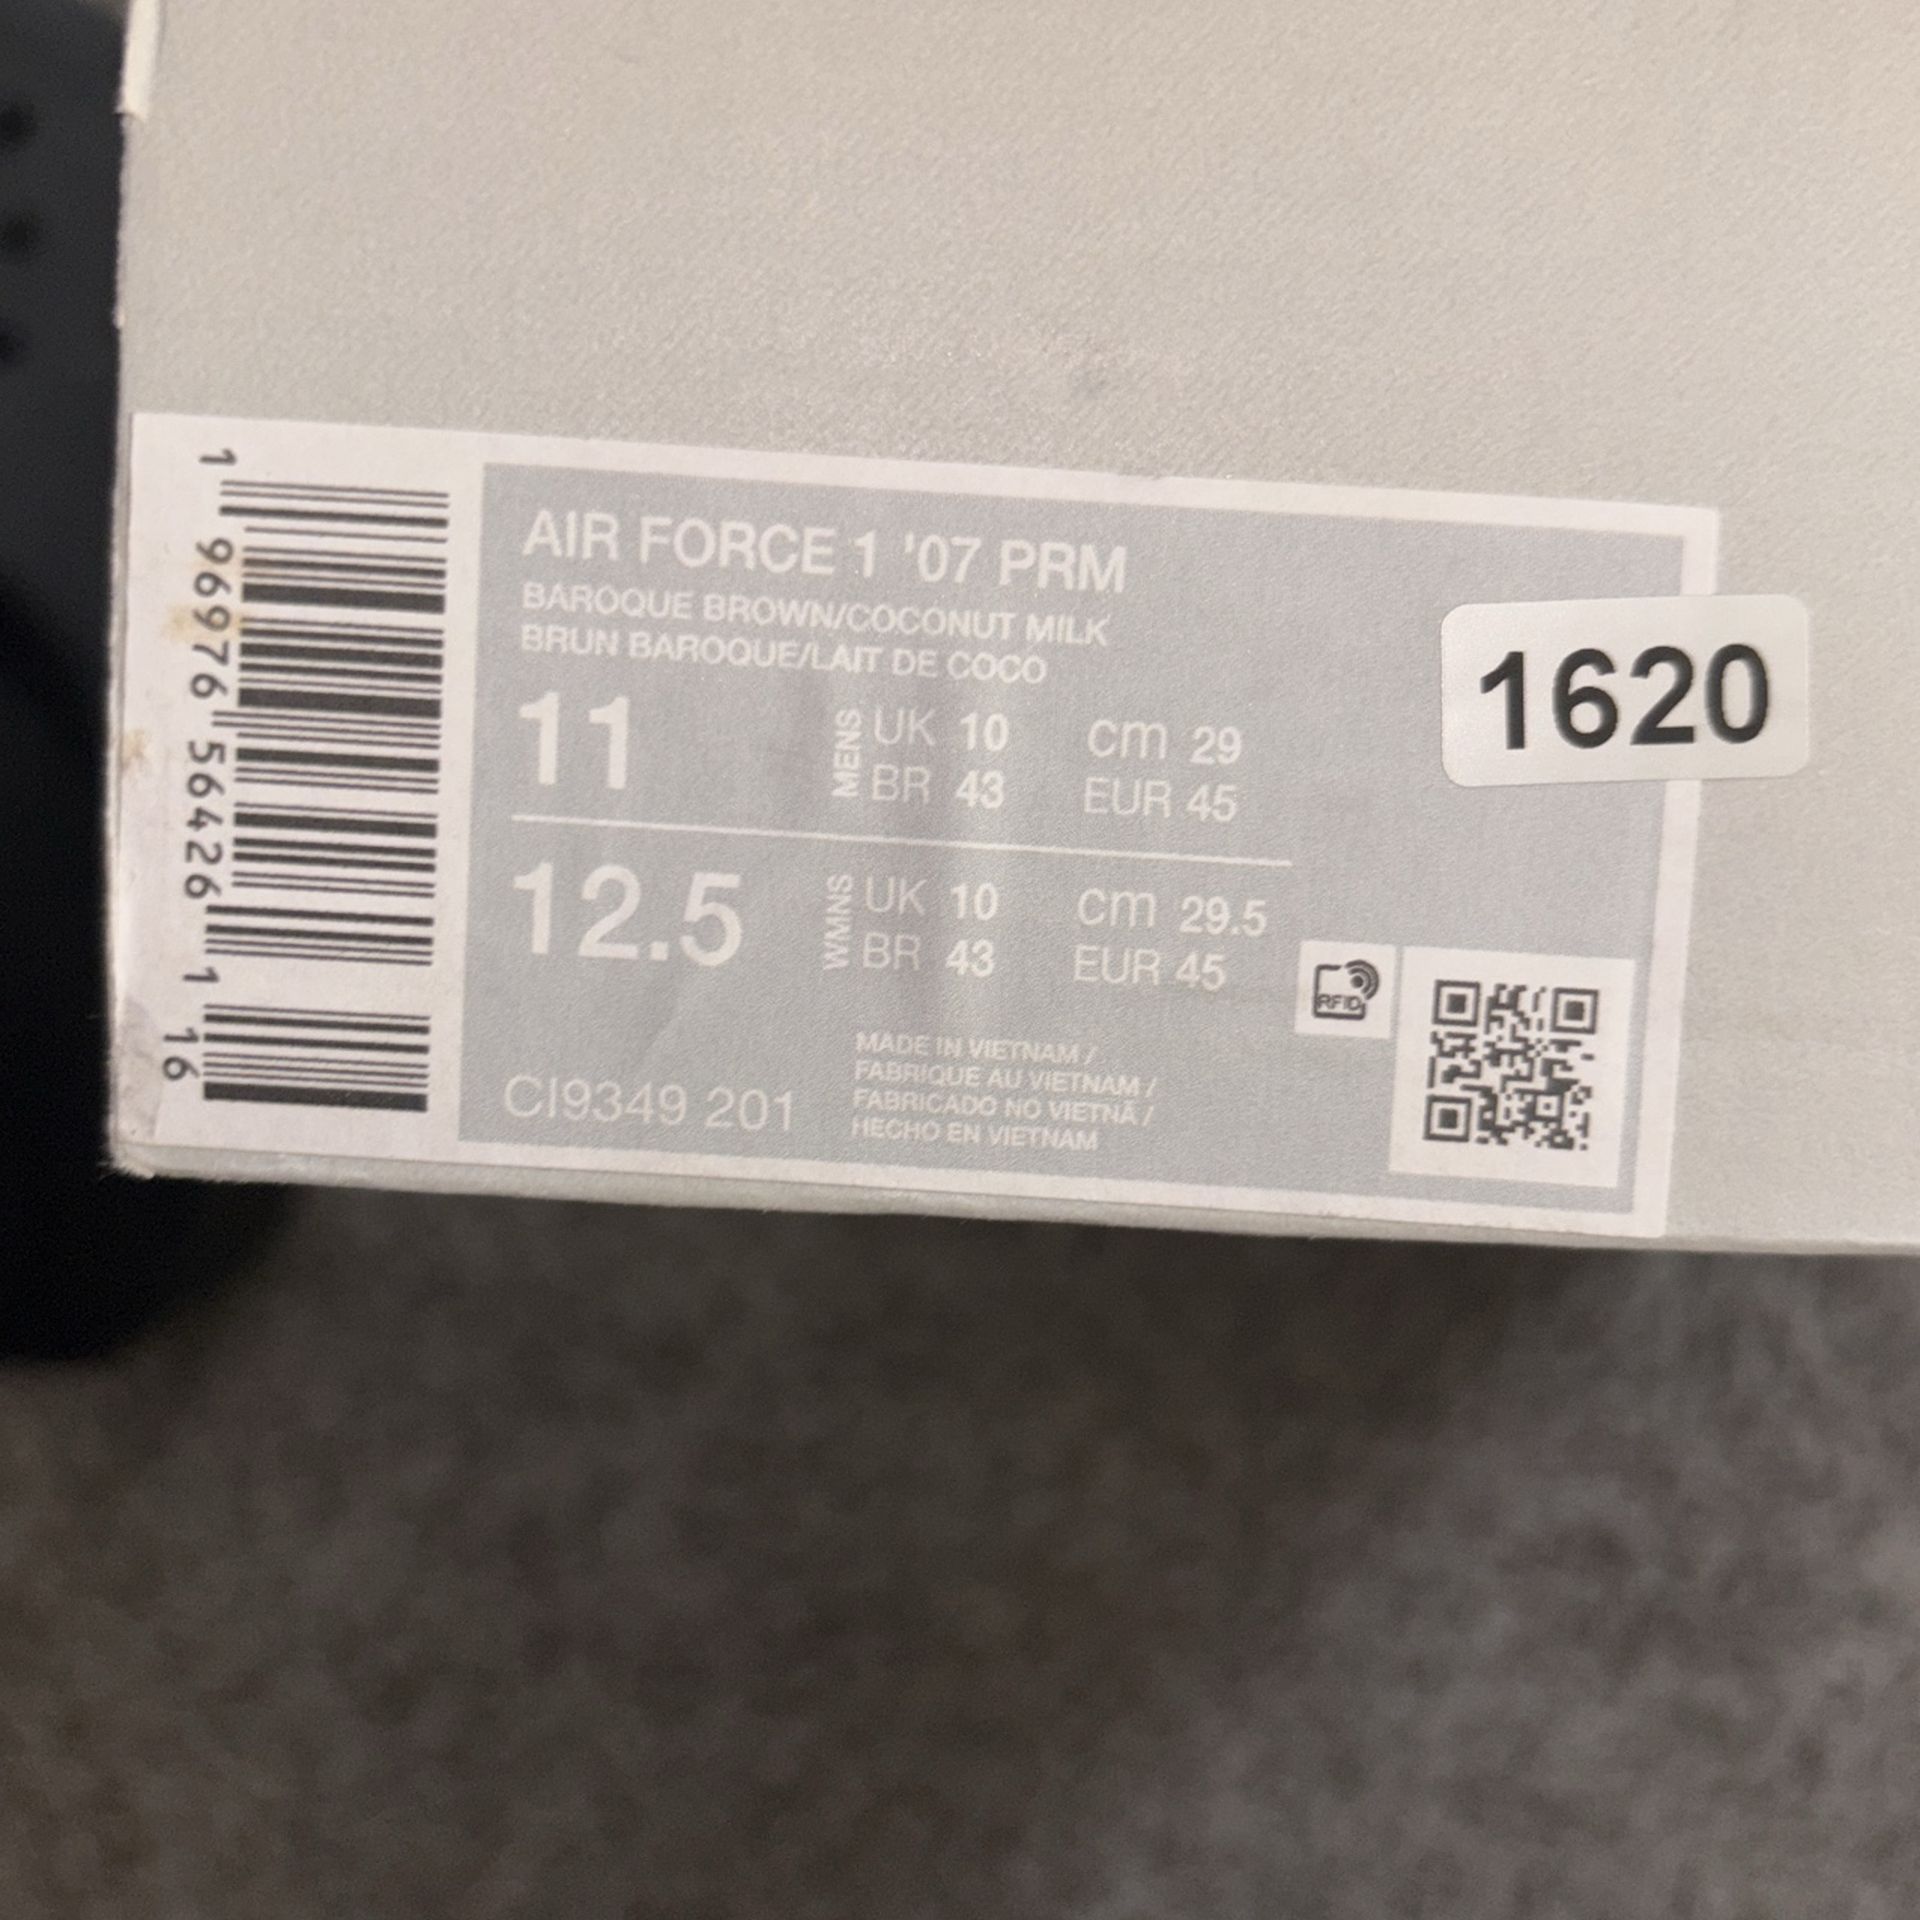 AIR FORCE 1 '07 PRM
BAROQUE BROWN/COCONUT MILK
BRUN BAROQUE/LAIT DE COCO
11 MENS UK 10 cm 29
BR 43 EUR 45
12.5 WMNS UK 10 cm 29.5
BR 43 EUR 45
CI9349 201
MADE IN VIETNAM /
FABRIQUE AU VIETNAM /
FABRICADO NO VIETNÃ /
HECHO EN VIETNAM
RFID
1620
1 96976 56426 1 16